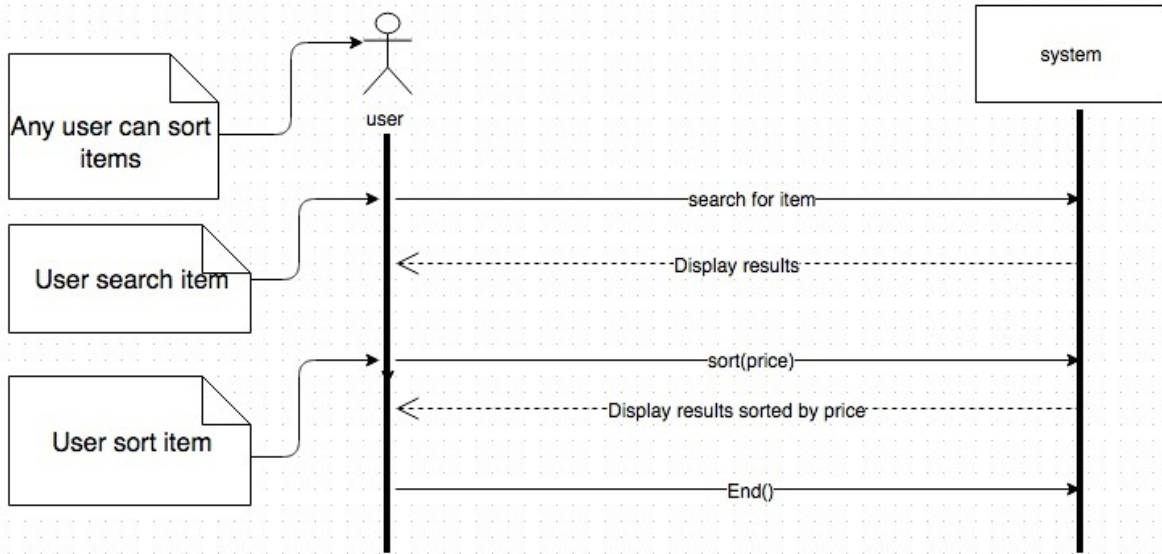 system
user
Any user can sort
items
search for item
User search item
Display results
sort(price)
Display results sorted by price
User sort item
End()